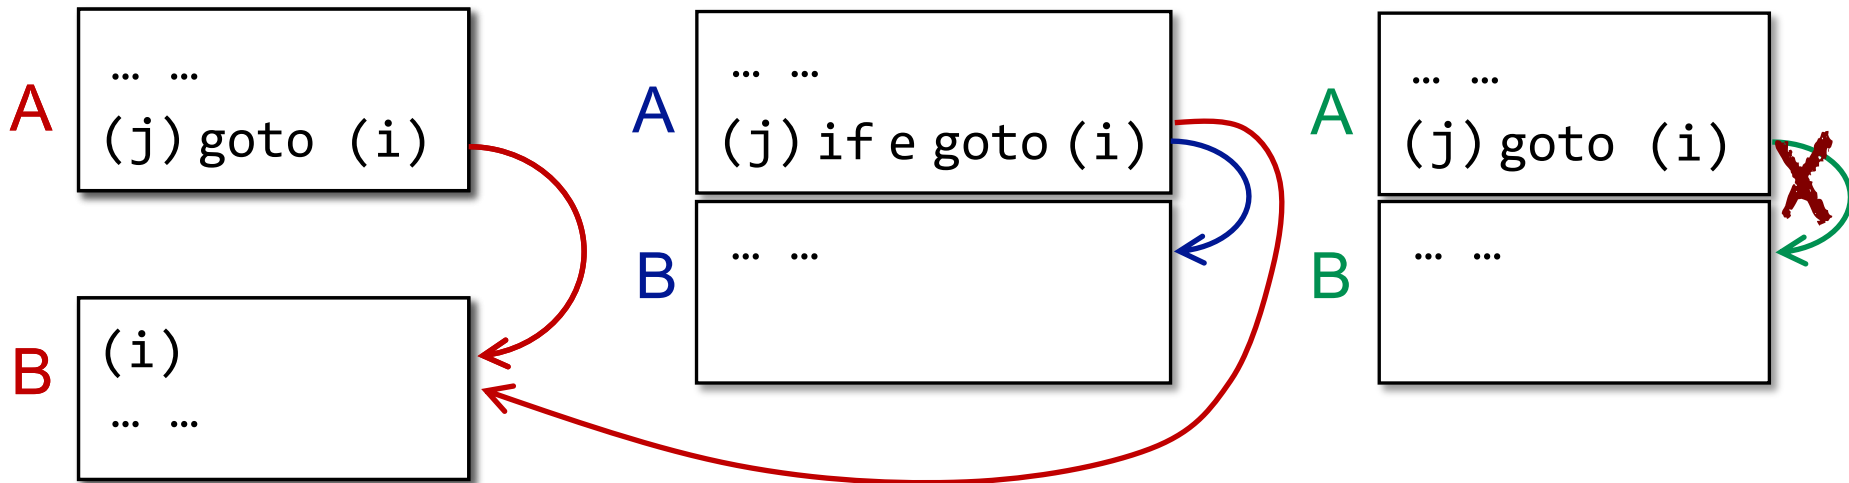 A
… …
(j) goto (i)
B
(i)
… …
A
… …
(j) if e goto (i)
B
… …
A
… …
(j) goto (i)
B
… …